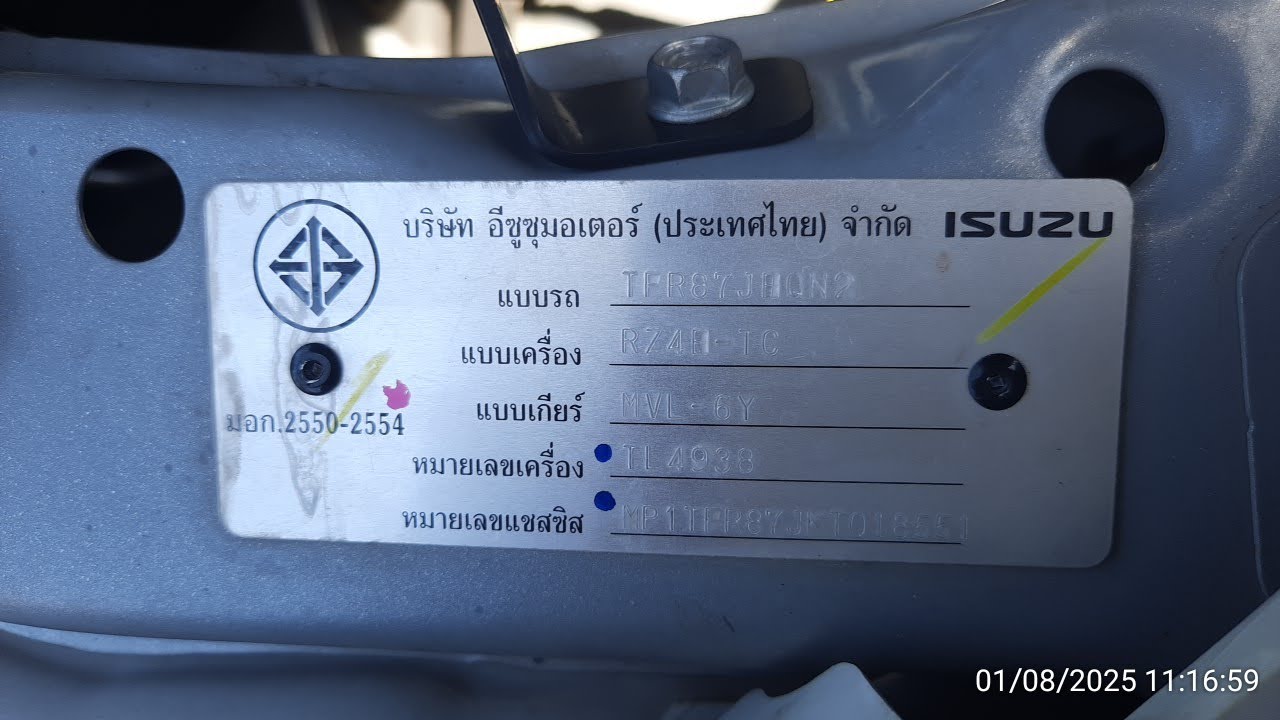 บริษัท อีซูซุมอเตอร์ (ประเทศไทย) จำกัด ISUZU
แบบรถ
แบบเครื่อง RZ4E-TC
แบบเกียร์ MVL-6Y
มอก.2550-2554
หมายเลขเครื่อง TL4938
หมายเลขแชสซิส
01/08/2025 11:16:59